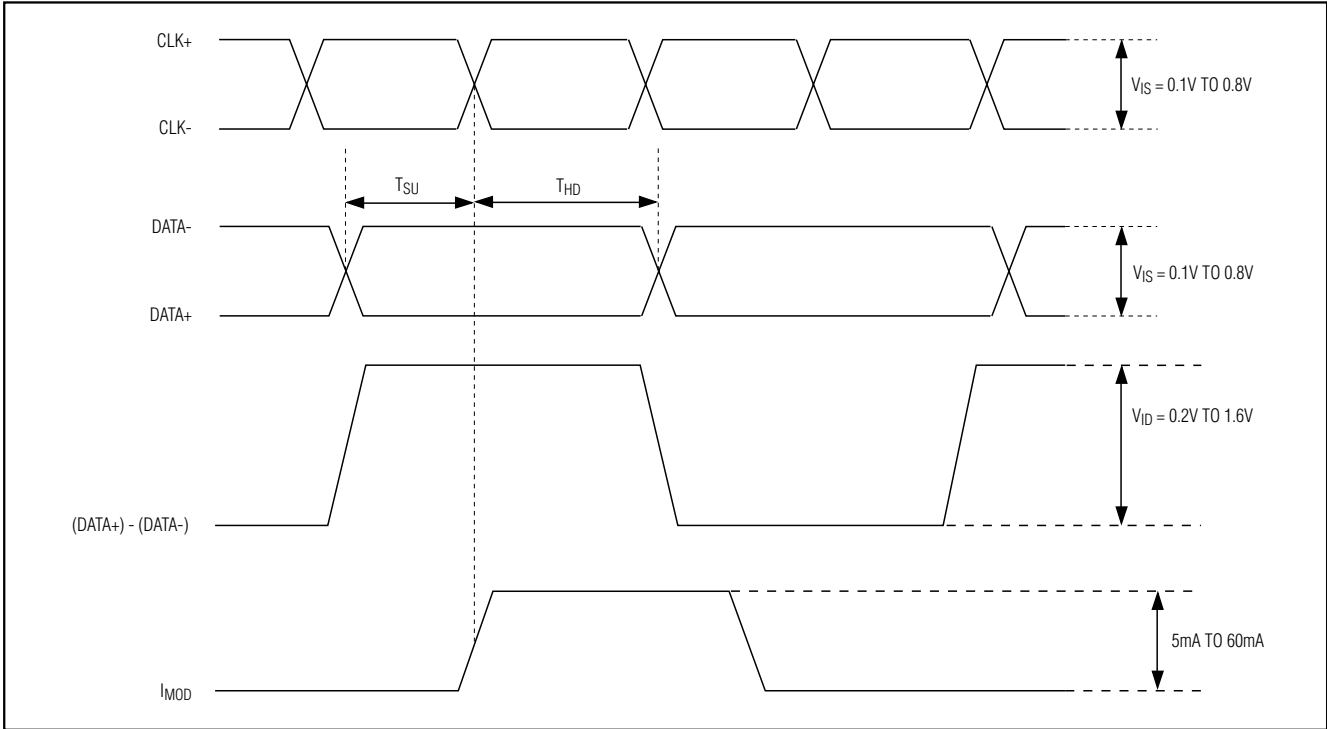 CLK+
V_IS = 0.1V TO 0.8V
CLK-
T_SU
T_HD
DATA-
V_IS = 0.1V TO 0.8V
DATA+
V_ID = 0.2V TO 1.6V
(DATA+) - (DATA-)
5mA TO 60mA
I_MOD